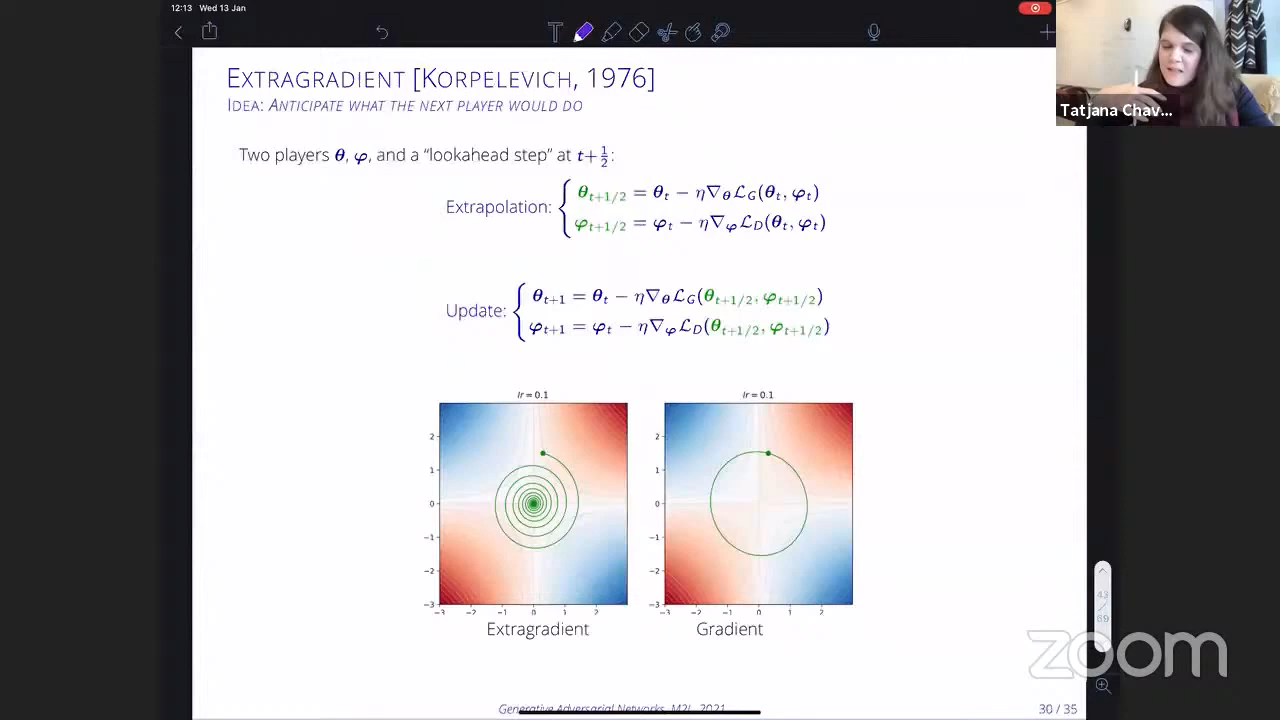 12:13 Wed 13 Jan
Tatjana Chav...
EXTRAGRADIENT [KORPELEVICH, 1976]
IDEA: ANTICIPATE WHAT THE NEXT PLAYER WOULD DO
Two players θ, φ, and a “lookahead step” at t+½:
Extrapolation: { θ_{t+1/2} = θ_t − η∇_θ ℒ_G(θ_t, φ_t)
φ_{t+1/2} = φ_t − η∇_φ ℒ_D(θ_t, φ_t)
Update: { θ_{t+1} = θ_t − η∇_θ ℒ_G(θ_{t+1/2}, φ_{t+1/2})
φ_{t+1} = φ_t − η∇_φ ℒ_D(θ_{t+1/2}, φ_{t+1/2})
lr = 0.1 lr = 0.1
2 2
1 1
0 0
−1 −1
−2 −2
−3 −3
−3 −2 −1 0 1 2 −3 −2 −1 0 1 2
Extragradient Gradient
43
/
69
zoom
Generative Adversarial Networks, M2L, 2021
30 / 35